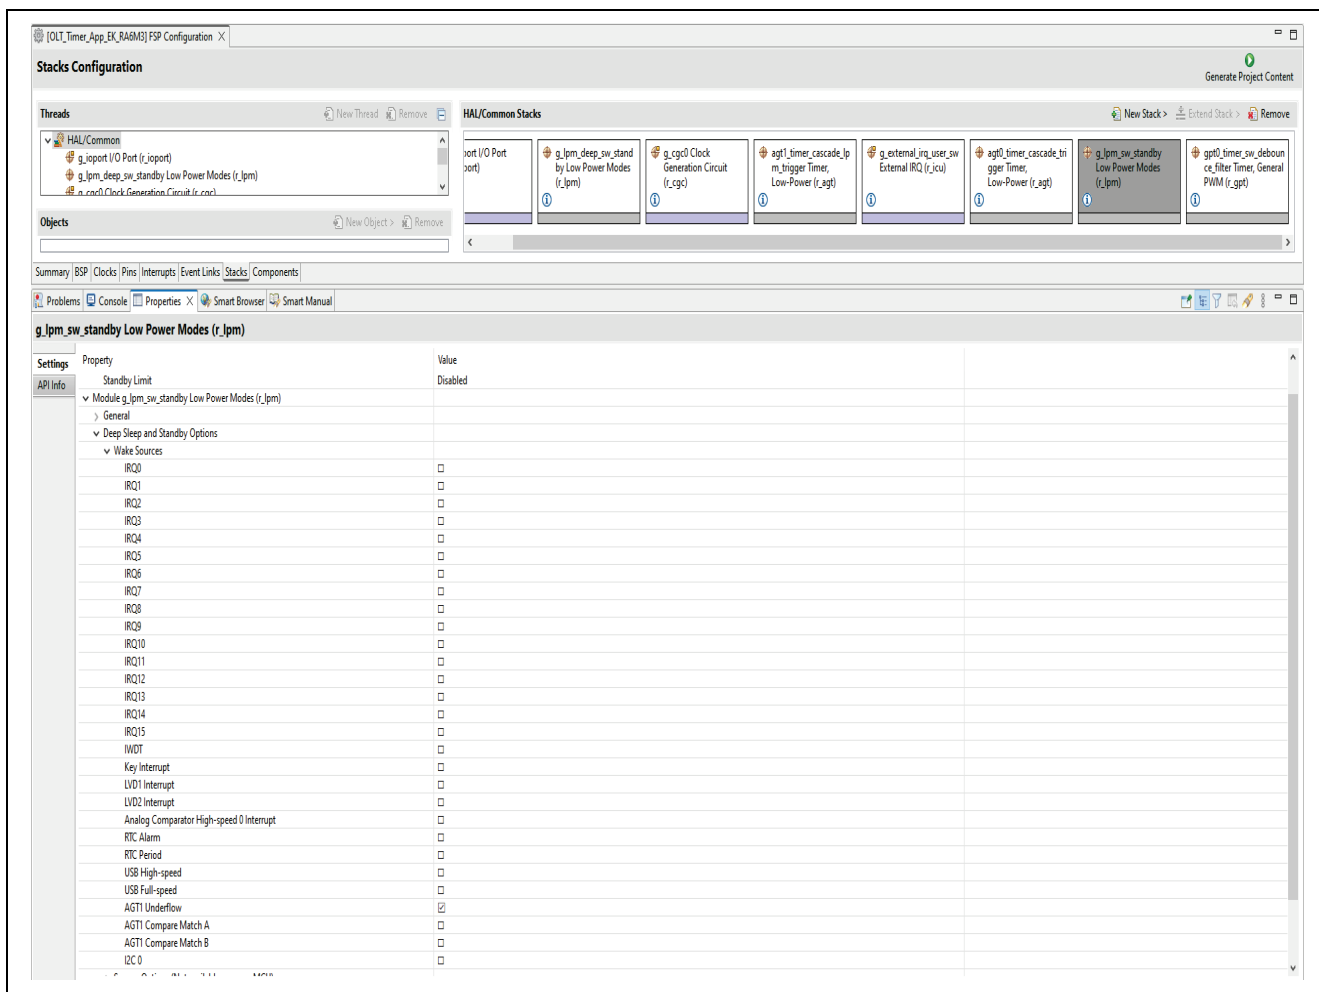 [OLT_Timer_App_EK_RA6M3] FSP Configuration
Stacks Configuration
Generate Project Content
Threads
New Thread Remove
HAL/Common Stacks
New Stack > Extend Stack > Remove
HAL/Common
g_ioport I/O Port (r_ioport)
g_lpm_deep_sw_standby Low Power Modes (r_lpm)
g_cgc0 Clock Generation Circuit (r_cgc)
port I/O Port
port)
g_lpm_deep_sw_stand
by Low Power Modes
(r_lpm)
g_cgc0 Clock
Generation Circuit
(r_cgc)
agt1_timer_cascade_lp
m_trigger Timer,
Low-Power (r_agt)
g_external_irq_user_sw
External IRQ (r_icu)
agt0_timer_cascade_tri
gger Timer,
Low-Power (r_agt)
g_lpm_sw_standby
Low Power Modes
(r_lpm)
gpt0_timer_sw_deboun
ce_filter Timer, General
PWM (r_gpt)
Objects
New Object > Remove
Summary BSP Clocks Pins Interrupts Event Links Stacks Components
Problems Console Properties Smart Browser Smart Manual
g_lpm_sw_standby Low Power Modes (r_lpm)
Settings
API Info
Property Value
Standby Limit Disabled
Module g_lpm_sw_standby Low Power Modes (r_lpm)
General
Deep Sleep and Standby Options
Wake Sources
IRQ0
IRQ1
IRQ2
IRQ3
IRQ4
IRQ5
IRQ6
IRQ7
IRQ8
IRQ9
IRQ10
IRQ11
IRQ12
IRQ13
IRQ14
IRQ15
IWDT
Key Interrupt
LVD1 Interrupt
LVD2 Interrupt
Analog Comparator High-speed 0 Interrupt
RTC Alarm
RTC Period
USB High-speed
USB Full-speed
AGT1 Underflow
AGT1 Compare Match A
AGT1 Compare Match B
I2C 0